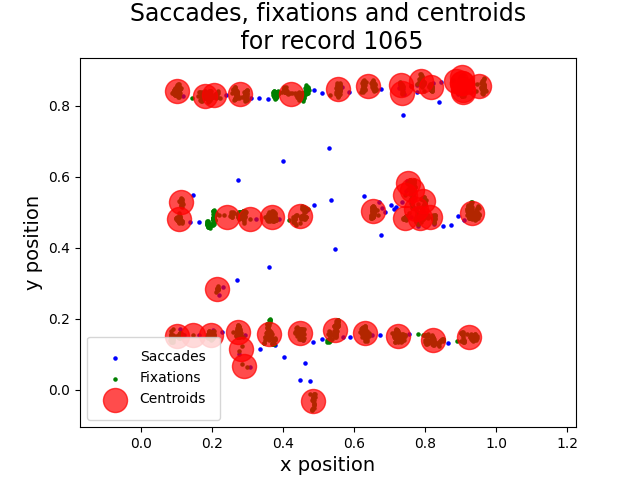 Saccades, fixations and centroids
for record 1065
y position
0.8
0.6
0.4
0.2
0.0
Saccades
Fixations
Centroids
0.0 0.2 0.4 0.6 0.8 1.0 1.2
x position